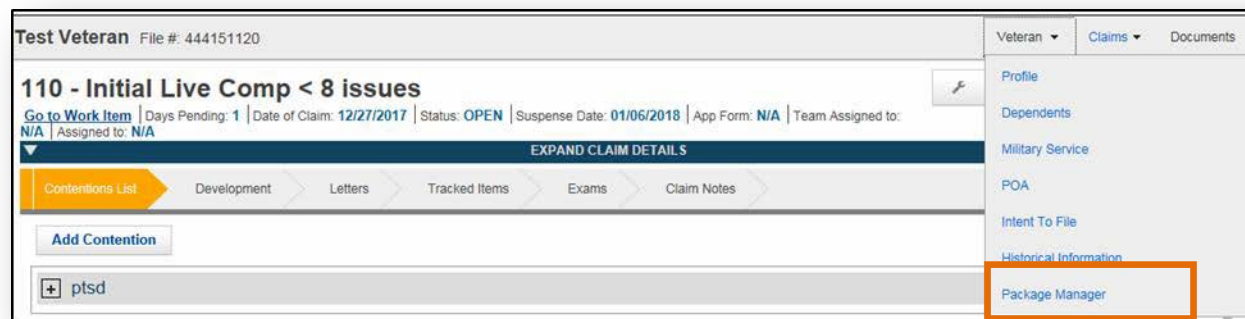 Test Veteran File #: 444151120
Veteran Claims Documents
110 - Initial Live Comp < 8 issues
Go to Work Item | Days Pending: 1 | Date of Claim: 12/27/2017 | Status: OPEN | Suspense Date: 01/06/2018 | App Form: N/A | Team Assigned to:
N/A | Assigned to: N/A
EXPAND CLAIM DETAILS
Contentions List Development Letters Tracked Items Exams Claim Notes
Add Contention
ptsd
Profile
Dependents
Military Service
POA
Intent To File
Historical Information
Package Manager